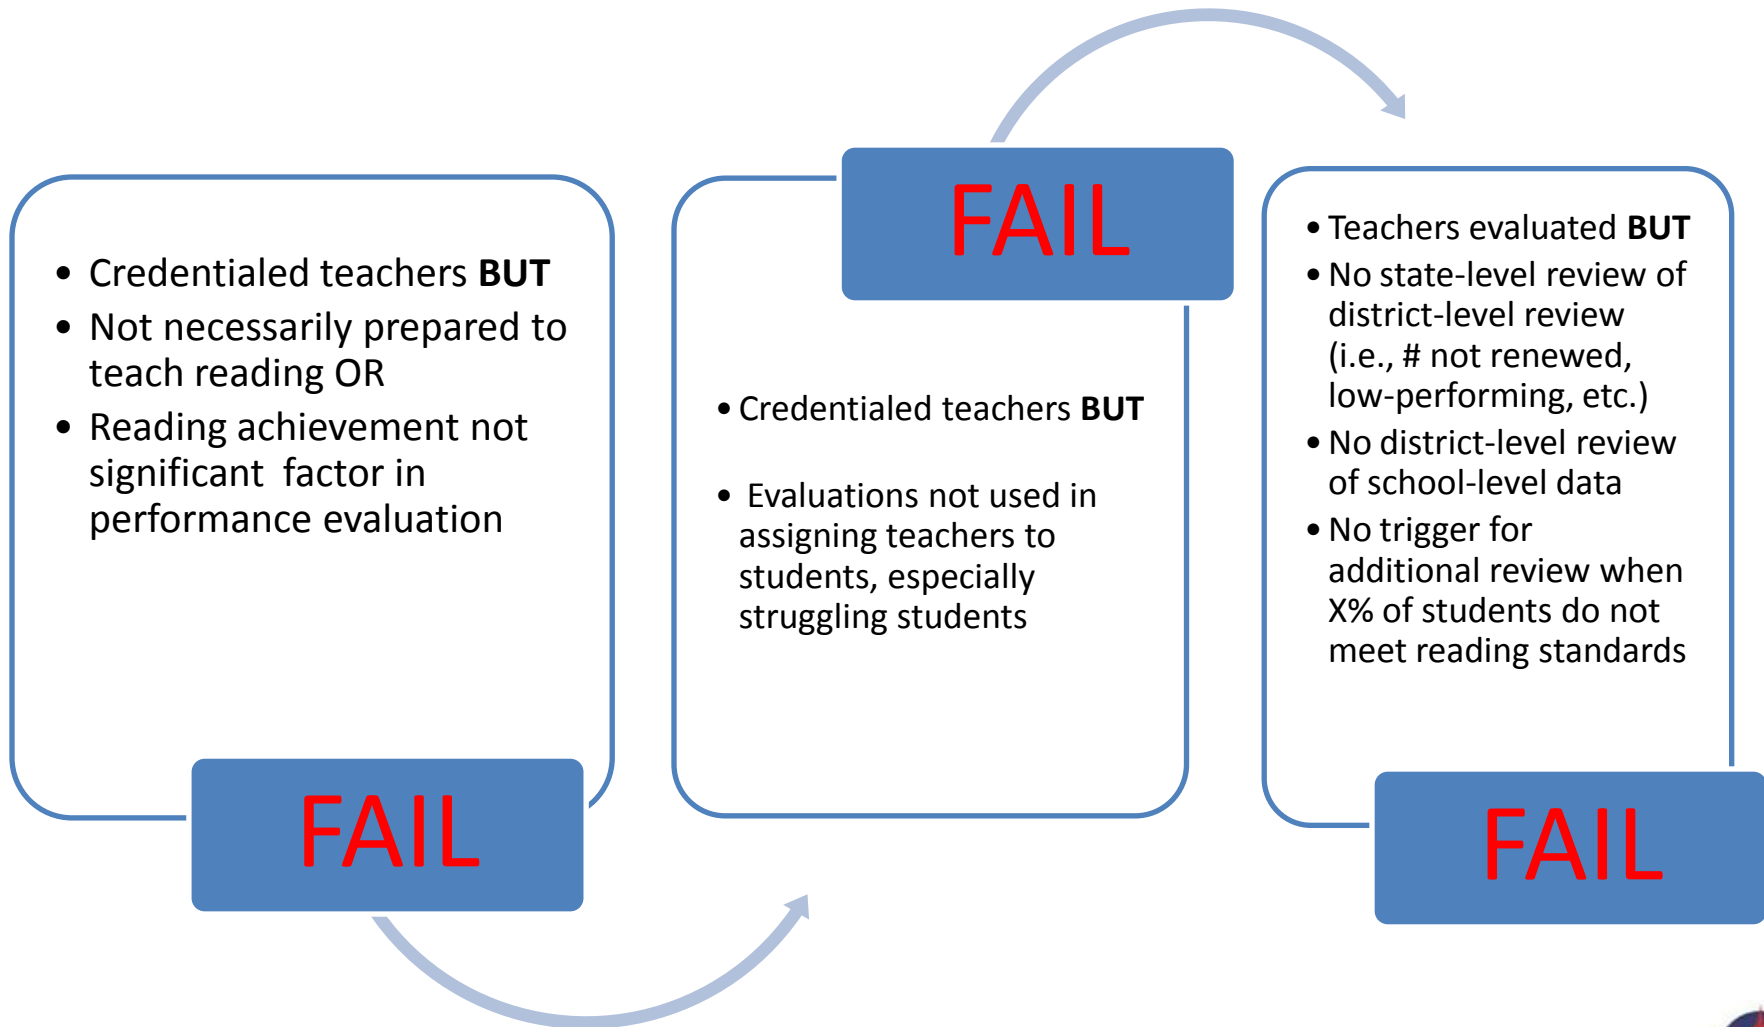 • Credentialed teachers BUT
• Not necessarily prepared to
teach reading OR
• Reading achievement not
significant factor in
performance evaluation
FAIL
FAIL
• Credentialed teachers BUT
• Evaluations not used in
assigning teachers to
students, especially
struggling students
• Teachers evaluated BUT
• No state-level review of
district-level review
(i.e., # not renewed,
low-performing, etc.)
• No district-level review
of school-level data
• No trigger for
additional review when
X% of students do not
meet reading standards
FAIL